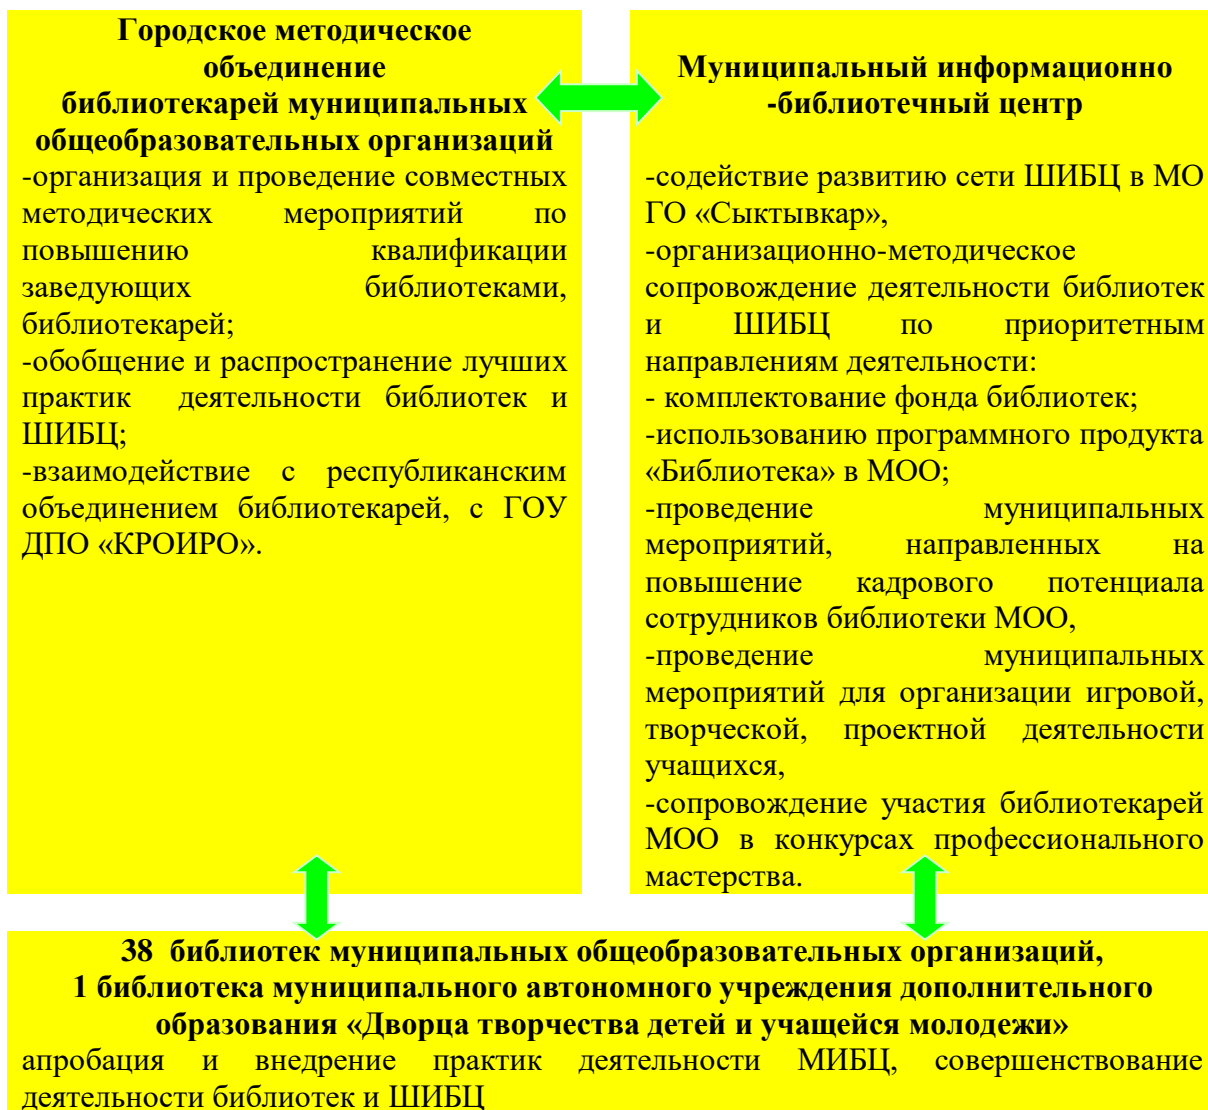 Городское методическое
объединение
библиотекарей муниципальных
общеобразовательных организаций
-организация и проведение совместных
методических мероприятий по
повышению квалификации
заведующих библиотеками,
библиотекарей;
-обобщение и распространение лучших
практик деятельности библиотек и
ШИБЦ;
-взаимодействие с республиканским
объединением библиотекарей, с ГОУ
ДПО «КРОИРО».
Муниципальный информационно
-библиотечный центр
-содействие развитию сети ШИБЦ в МО
ГО «Сыктывкар»,
-организационно-методическое
сопровождение деятельности библиотек
и ШИБЦ по приоритетным
направлениям деятельности:
- комплектование фонда библиотек;
-использованию программного продукта
«Библиотека» в МОО;
-проведение муниципальных
мероприятий, направленных на
повышение кадрового потенциала
сотрудников библиотеки МОО,
-проведение муниципальных
мероприятий для организации игровой,
творческой, проектной деятельности
учащихся,
-сопровождение участия библиотекарей
МОО в конкурсах профессионального
мастерства.
38 библиотек муниципальных общеобразовательных организаций,
1 библиотека муниципального автономного учреждения дополнительного
образования «Дворца творчества детей и учащейся молодежи»
апробация и внедрение практик деятельности МИБЦ, совершенствование
деятельности библиотек и ШИБЦ